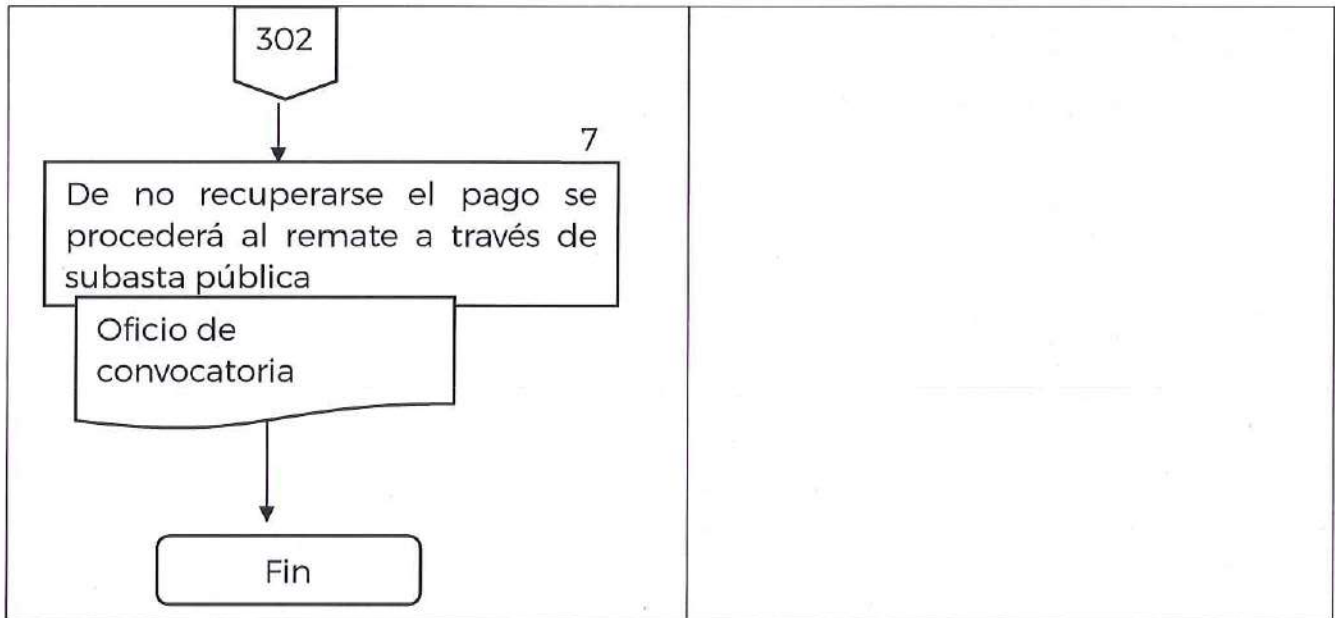 302
7
De no recuperarse el pago se
procederá al remate a través de
subasta pública
Oficio de
convocatoria
Fin